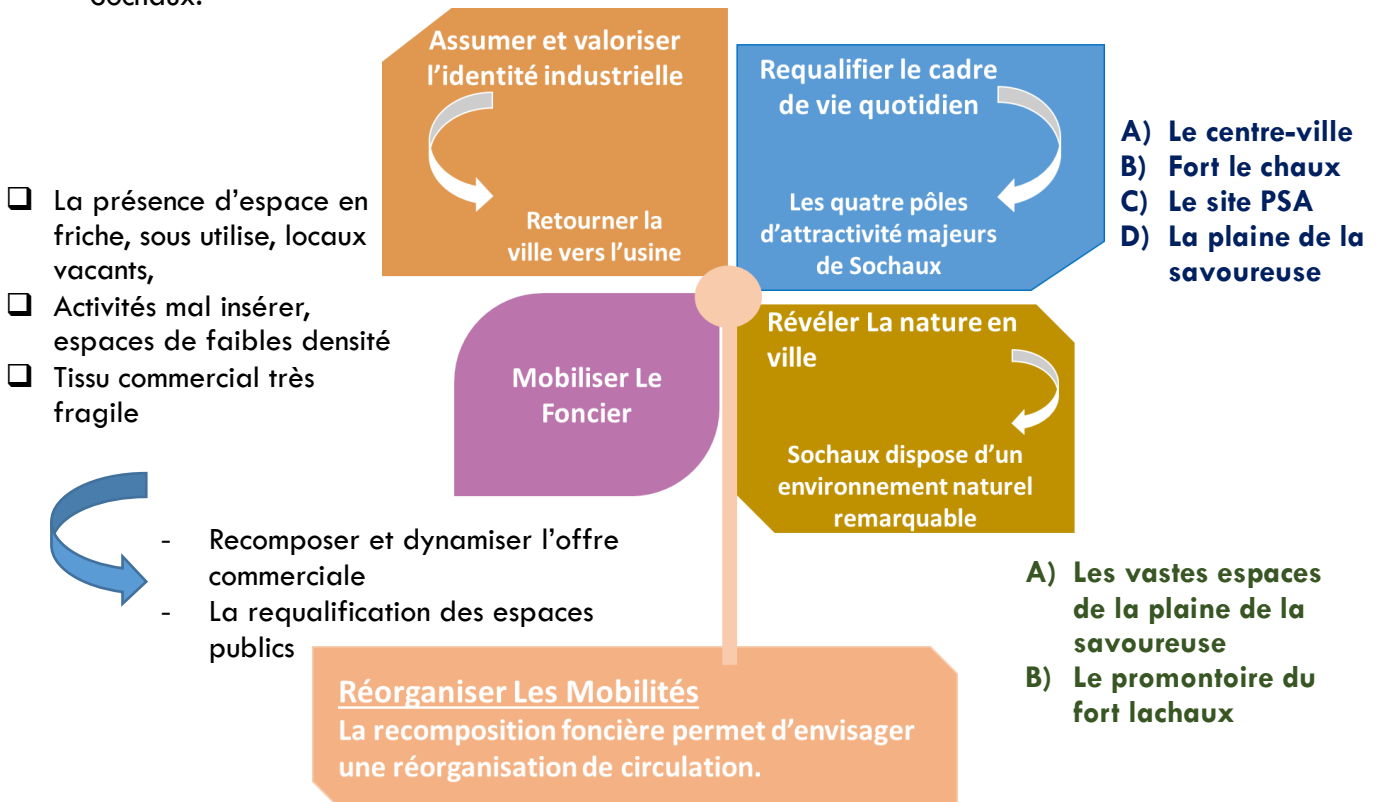 Sochaux.
Assumer et valoriser
l'identité industrielle
Retourner la
ville vers l'usine
Requalifier le cadre
de vie quotidien
Les quatre pôles
d'attractivité majeurs
de Sochaux
A) Le centre-ville
B) Fort le chaux
C) Le site PSA
D) La plaine de la
savoureuse
❑ La présence d'espace en
friche, sous utilise, locaux
vacants,
❑ Activités mal insérer,
espaces de faibles densité
❑ Tissu commercial très
fragile
Mobiliser Le
Foncier
Révéler La nature en
ville
Sochaux dispose d'un
environnement naturel
remarquable
- Recomposer et dynamiser l'offre
commerciale
- La requalification des espaces
publics
A) Les vastes espaces
de la plaine de la
savoureuse
B) Le promontoire du
fort lachaux
Réorganiser Les Mobilités
La recomposition foncière permet d'envisager
une réorganisation de circulation.